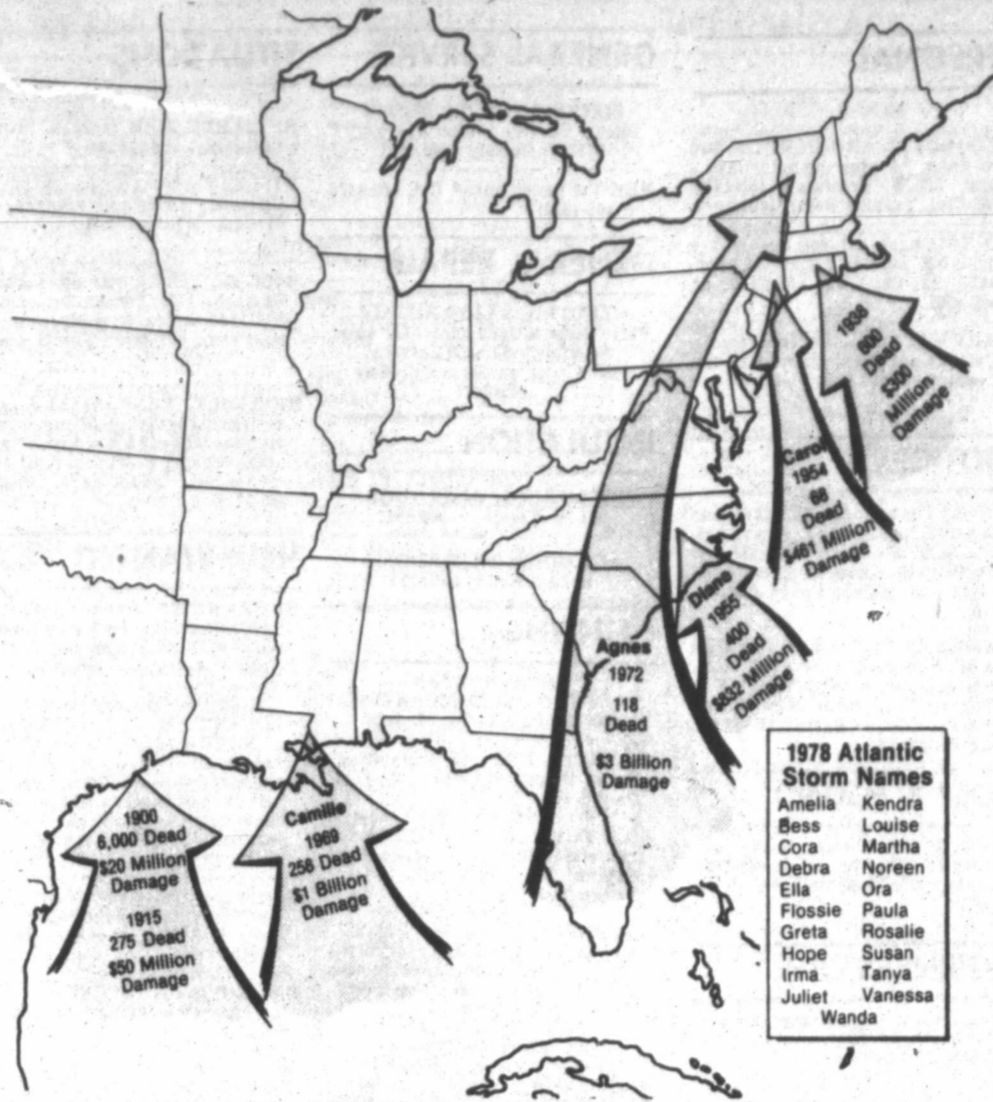 1938
600
Dead
$300
Million
Damage
Carol
1954
68
Dead
$461 Million
Damage
Diane
1955
400
Dead
$832 Million
Damage
Agnes
1972
118
Dead
$3 Billion
Damage
Camille
1969
256 Dead
$1 Billion
Damage
1900
6,000 Dead
$20 Million
Damage
1915
275 Dead
$50 Million
Damage
1978 Atlantic
Storm Names
Amelia Kendra
Bess Louise
Cora Martha
Debra Noreen
Ella Ora
Flossie Paula
Greta Rosalie
Hope Susan
Irma Tanya
Juliet Vanessa
Wanda